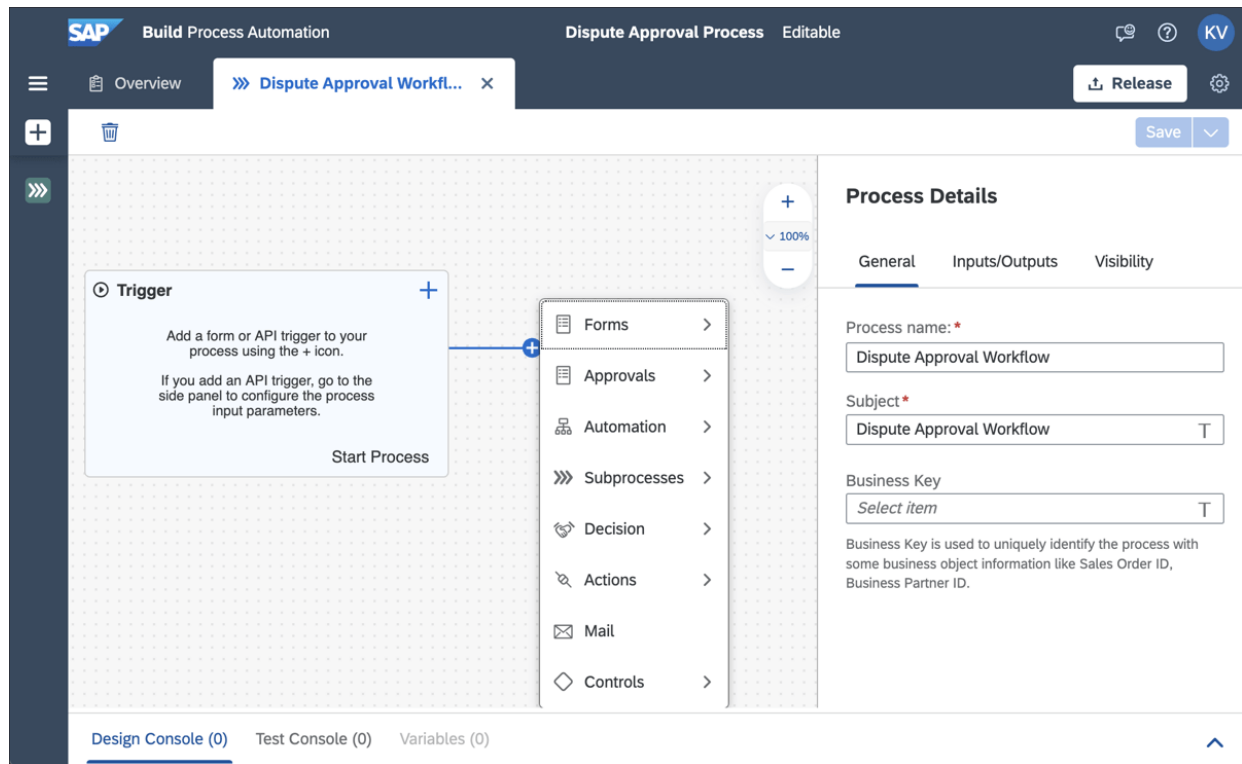 SAP Build Process Automation Dispute Approval Process Editable KV
Overview Dispute Approval Workfl... Release
Save
Trigger
Add a form or API trigger to your
process using the + icon.
If you add an API trigger, go to the
side panel to configure the process
input parameters.
Start Process
Forms
Approvals
Automation
Subprocesses
Decision
Actions
Mail
Controls
100%
Process Details
General Inputs/Outputs Visibility
Process name:*
Dispute Approval Workflow
Subject*
Dispute Approval Workflow
Business Key
Select item
Business Key is used to uniquely identify the process with
some business object information like Sales Order ID,
Business Partner ID.
Design Console (0) Test Console (0) Variables (0)